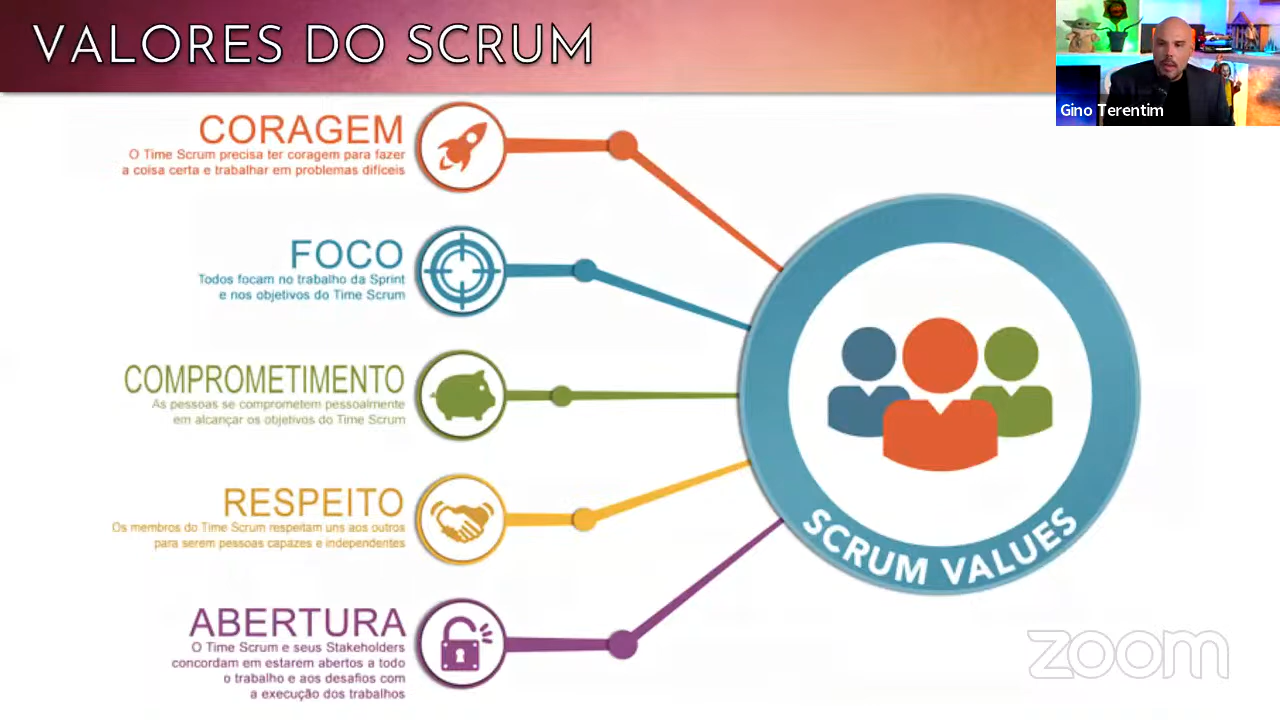 VALORES DO SCRUM
Gino Terentim
CORAGEM
O Time Scrum precisa ter coragem para fazer
a coisa certa e trabalhar em problemas difíceis
FOCO
Todos focam no trabalho da Sprint
e nos objetivos do Time Scrum
COMPROMETIMENTO
As pessoas se comprometem pessoalmente
em alcançar os objetivos do Time Scrum
RESPEITO
Os membros do Time Scrum respeitam uns aos outros
para serem pessoas capazes e independentes
ABERTURA
O Time Scrum e seus Stakeholders
concordam em estarem abertos a todo
o trabalho e aos desafios com
a execução dos trabalhos
SCRUM VALUES
zoom